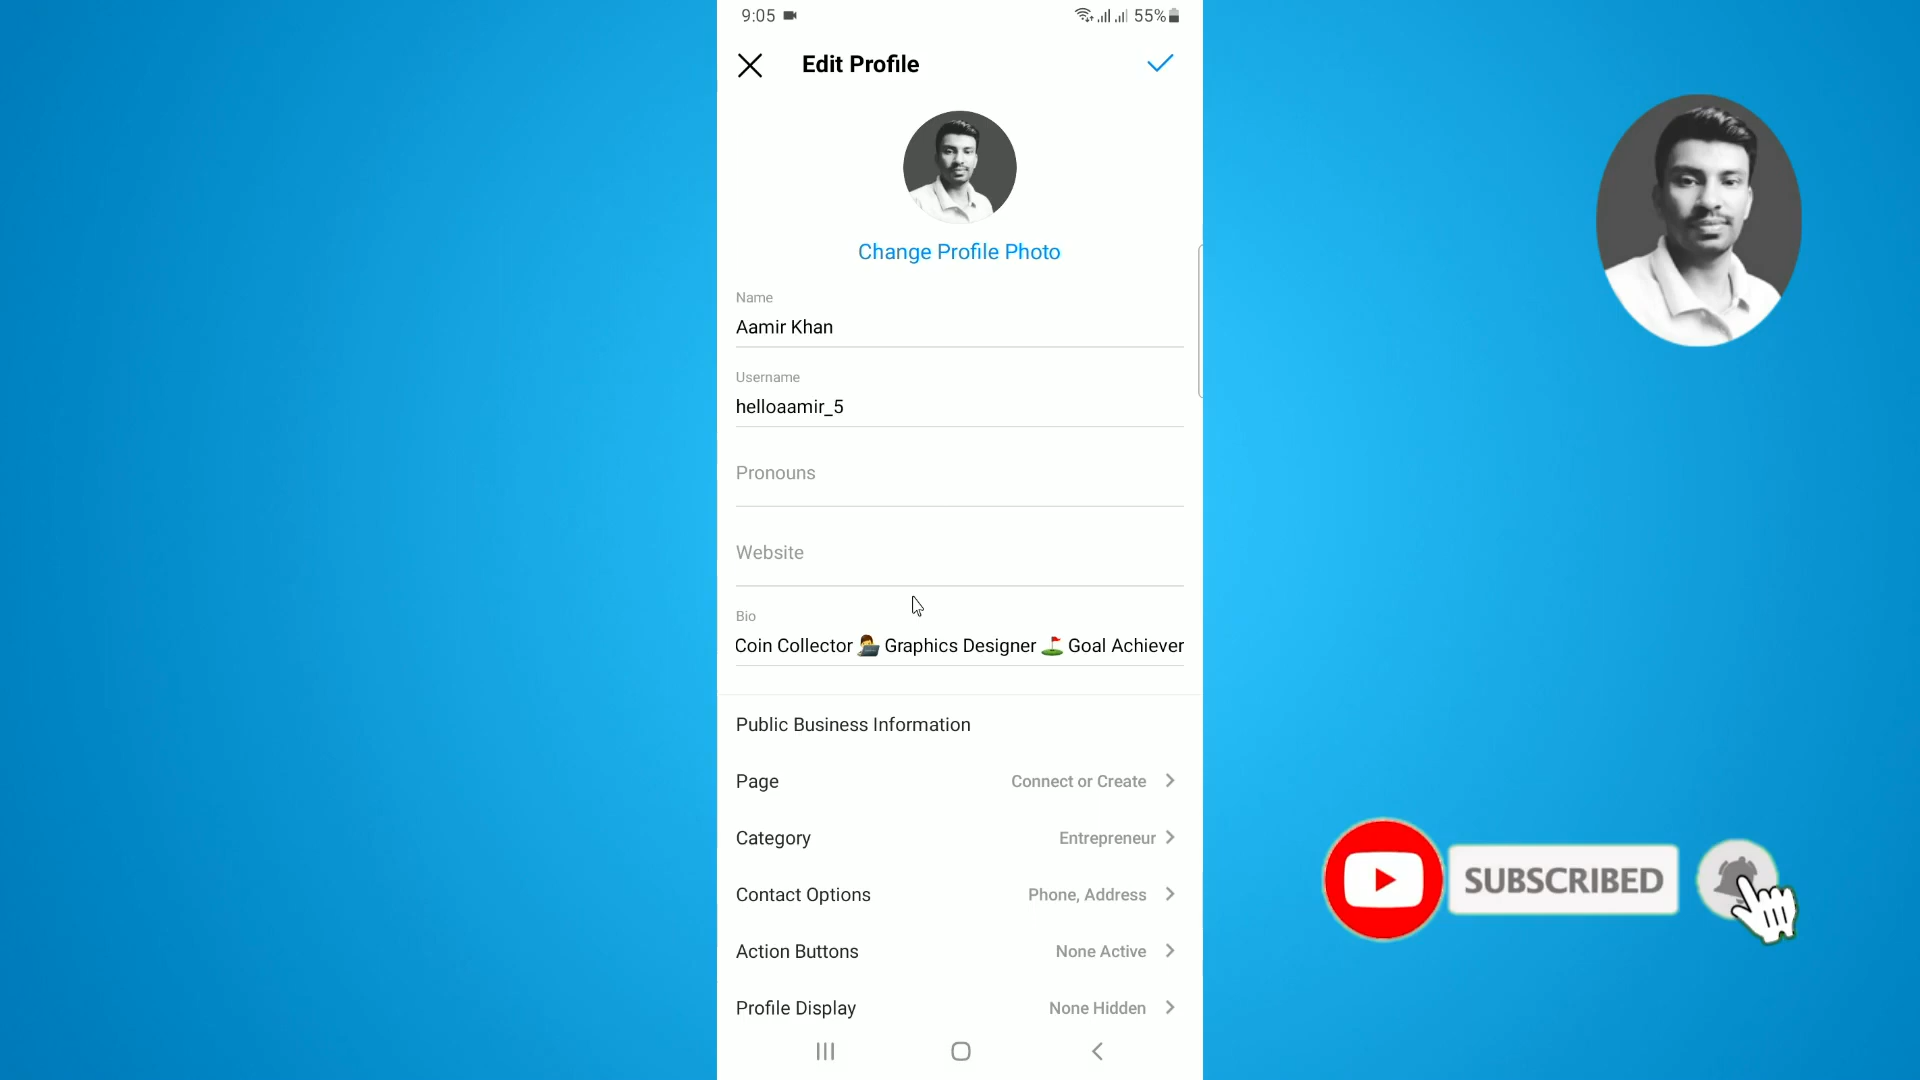 9:05 55%
Edit Profile
Change Profile Photo
Name
Aamir Khan
Username
helloaamir_5
Pronouns
Website
Bio
Coin Collector 👨‍💻 Graphics Designer ⛳ Goal Achiever
Public Business Information
Page Connect or Create
Category Entrepreneur
Contact Options Phone, Address
Action Buttons None Active
Profile Display None Hidden
SUBSCRIBED